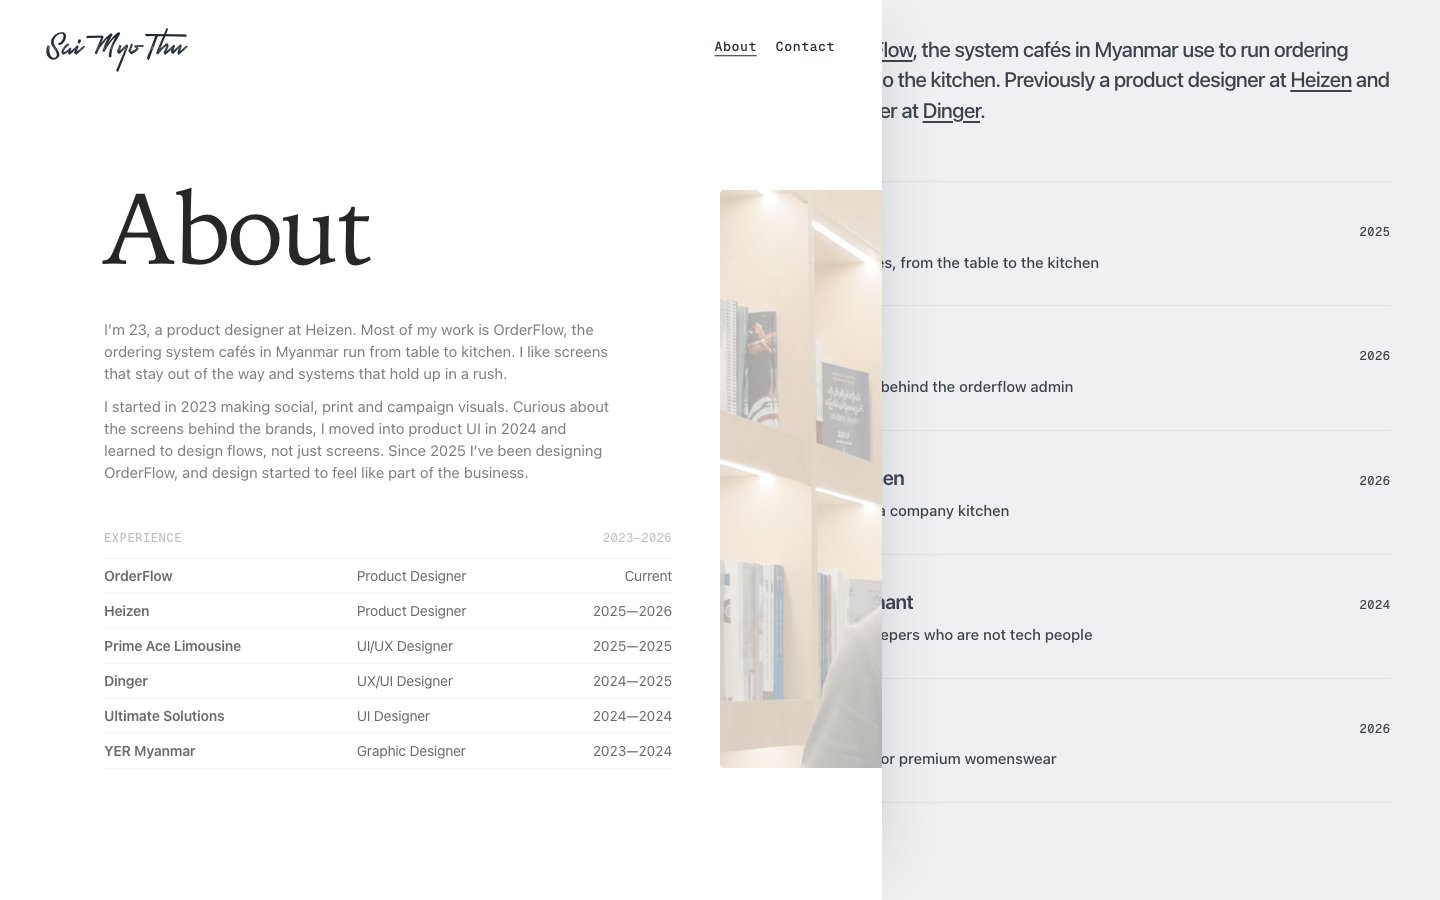 Sai Myo Thu
About Contact
About
I’m 23, a product designer at Heizen. Most of my work is OrderFlow, the
ordering system cafés in Myanmar run from table to kitchen. I like screens
that stay out of the way and systems that hold up in a rush.
I started in 2023 making social, print and campaign visuals. Curious about
the screens behind the brands, I moved into product UI in 2024 and
learned to design flows, not just screens. Since 2025 I’ve been designing
OrderFlow, and design started to feel like part of the business.
EXPERIENCE 2023—2026
OrderFlow Product Designer Current
Heizen Product Designer 2025—2026
Prime Ace Limousine UI/UX Designer 2025—2025
Dinger UX/UI Designer 2024—2025
Ultimate Solutions UI Designer 2024—2024
YER Myanmar Graphic Designer 2023—2024
Flow, the system cafés in Myanmar use to run ordering
o the kitchen. Previously a product designer at Heizen and
er at Dinger.
2025
es, from the table to the kitchen
2026
behind the orderflow admin
en 2026
a company kitchen
nant 2024
epers who are not tech people
2026
or premium womenswear